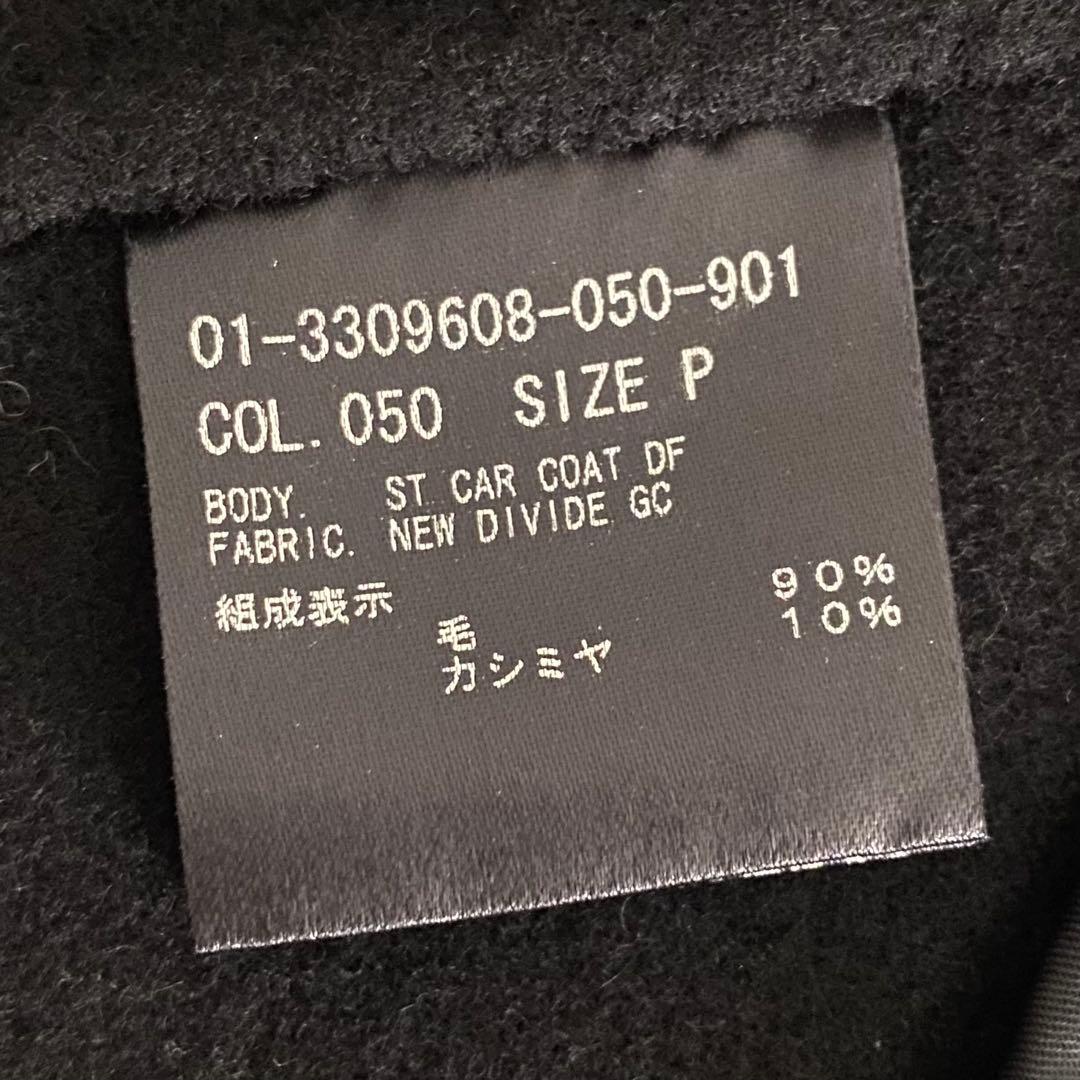 01-3309608-050-901
COL. 050 SIZE P
BODY. ST CAR COAT DF
FABRIC. NEW DIVIDE GC
組成表示
毛 90%
カシミヤ 10%